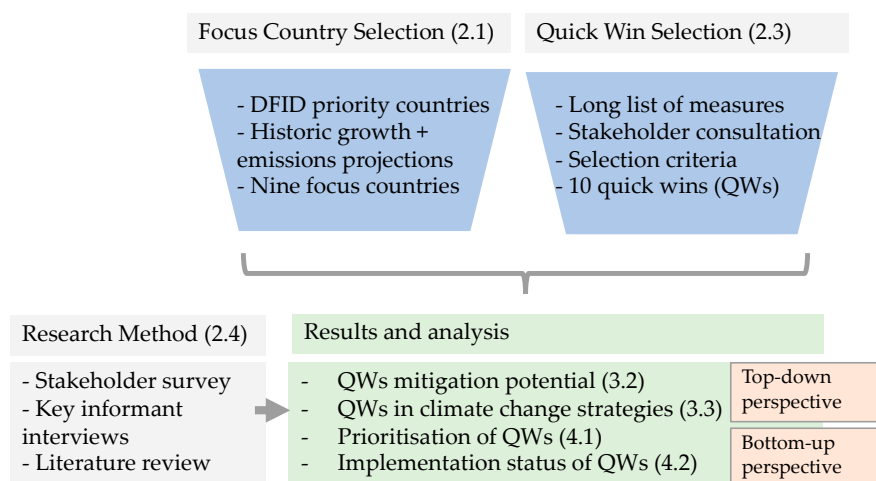 Focus Country Selection (2.1)
Quick Win Selection (2.3)
- DFID priority countries
- Historic growth +
emissions projections
- Nine focus countries
- Long list of measures
- Stakeholder consultation
- Selection criteria
- 10 quick wins (QWs)
Research Method (2.4)
- Stakeholder survey
- Key informant
interviews
- Literature review
Results and analysis
- QWs mitigation potential (3.2)
- QWs in climate change strategies (3.3)
- Prioritisation of QWs (4.1)
- Implementation status of QWs (4.2)
Top-down
perspective
Bottom-up
perspective